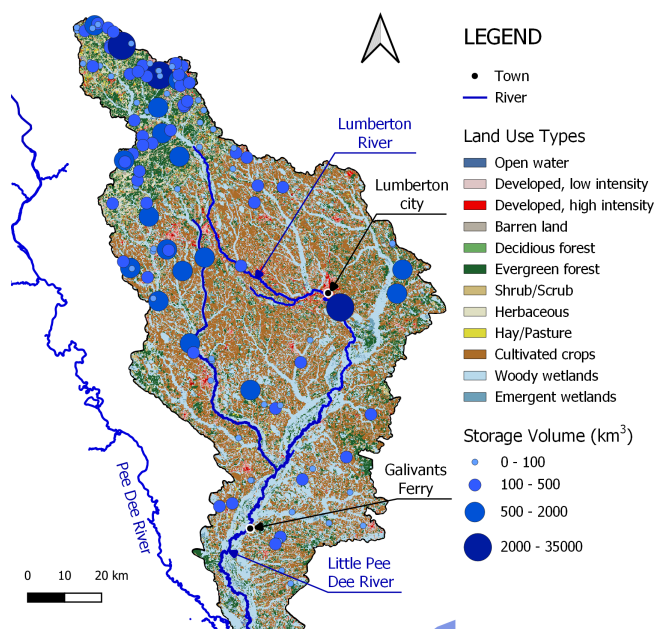 Lumberton
River
Lumberton
city
Galivants
Ferry
Pee Dee River
Little Pee
Dee River
0 10 20 km
LEGEND
Town
River
Land Use Types
Open water
Developed, low intensity
Developed, high intensity
Barren land
Decidious forest
Evergreen forest
Shrub/Scrub
Herbaceous
Hay/Pasture
Cultivated crops
Woody wetlands
Emergent wetlands
Storage Volume (km³)
0 - 100
100 - 500
500 - 2000
2000 - 35000